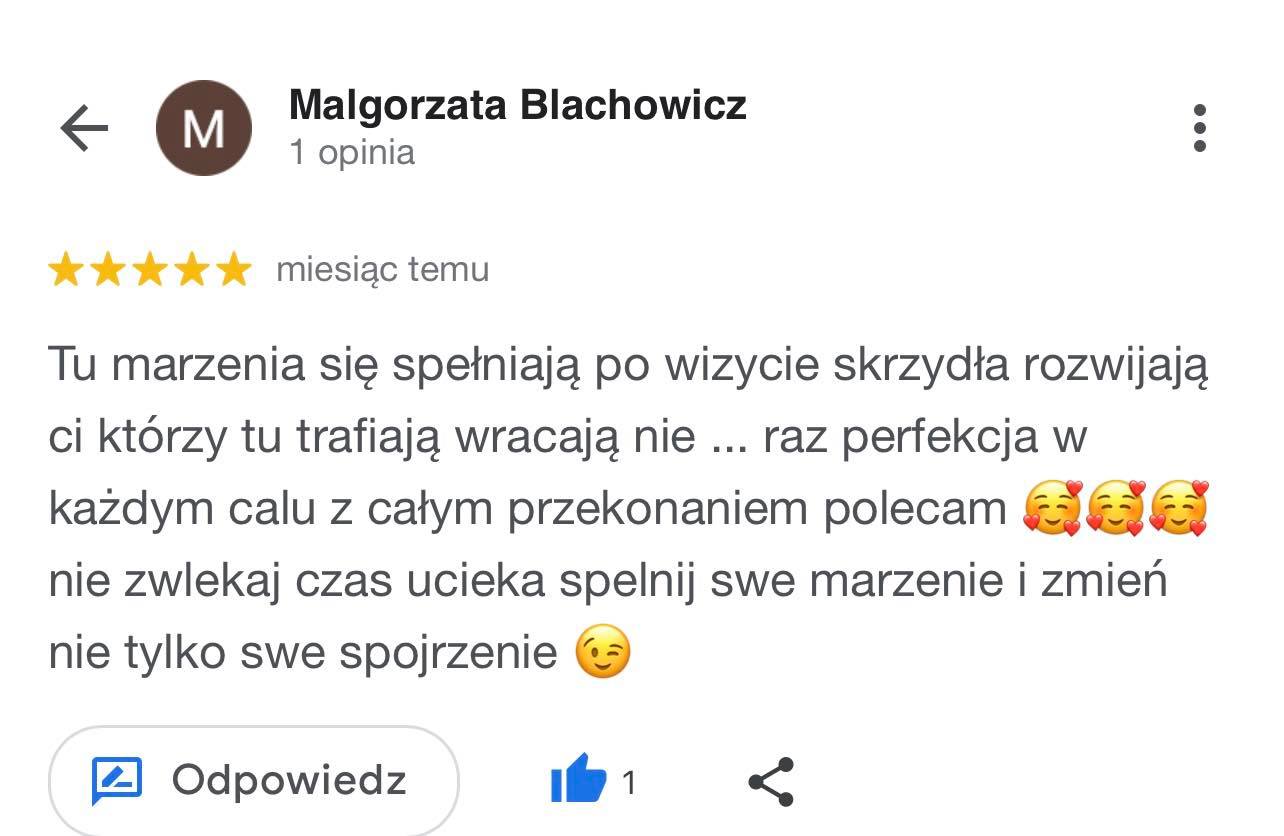 M
Malgorzata Blachowicz
1 opinia
miesiąc temu
Tu marzenia się spełniają po wizycie skrzydła rozwijają
ci którzy tu trafiają wracają nie ... raz perfekcja w
każdym calu z całym przekonaniem polecam 🥰🥰🥰
nie zwlekaj czas ucieka spelnij swe marzenie i zmień
nie tylko swe spojrzenie 😉
Odpowiedz 1